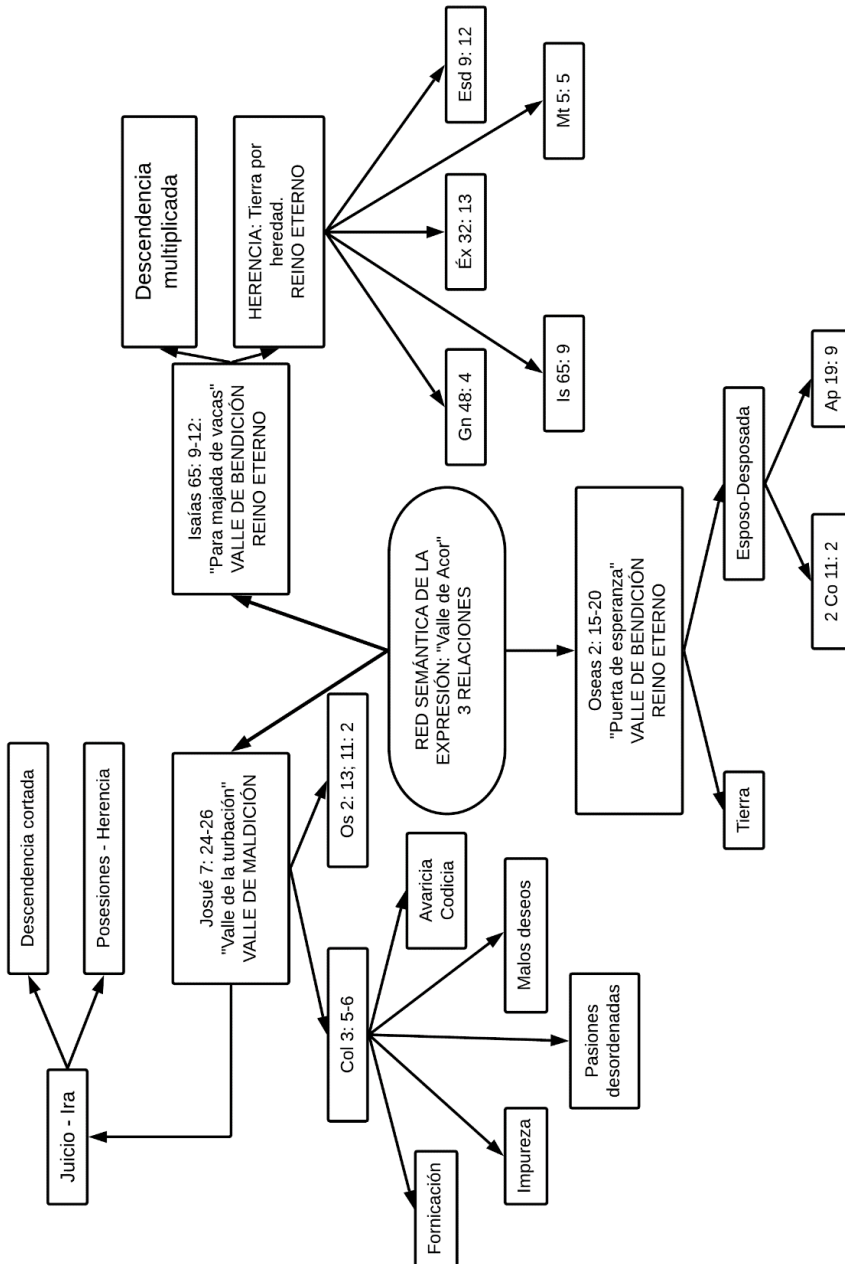 Descendencia cortada
Juicio - Ira
Posesiones - Herencia
Descendencia
multiplicada
Josué 7: 24-26
"Valle de la turbación"
VALLE DE MALDICIÓN
Isaías 65: 9-12:
"Para majada de vacas"
VALLE DE BENDICIÓN
REINO ETERNO
HERENCIA: Tierra por
heredad.
REINO ETERNO
Col 3: 5-6
Os 2: 13; 11: 2
RED SEMÁNTICA DE LA
EXPRESIÓN: "Valle de Acor"
3 RELACIONES
Fornicación
Avaricia
Codicia
Gn 48: 4
Éx 32: 13
Esd 9: 12
Impureza
Malos deseos
Is 65: 9
Mt 5: 5
Pasiones
desordenadas
Oseas 2: 15-20
"Puerta de esperanza"
VALLE DE BENDICIÓN
REINO ETERNO
Tierra
Esposo-Desposada
2 Co 11: 2
Ap 19: 9